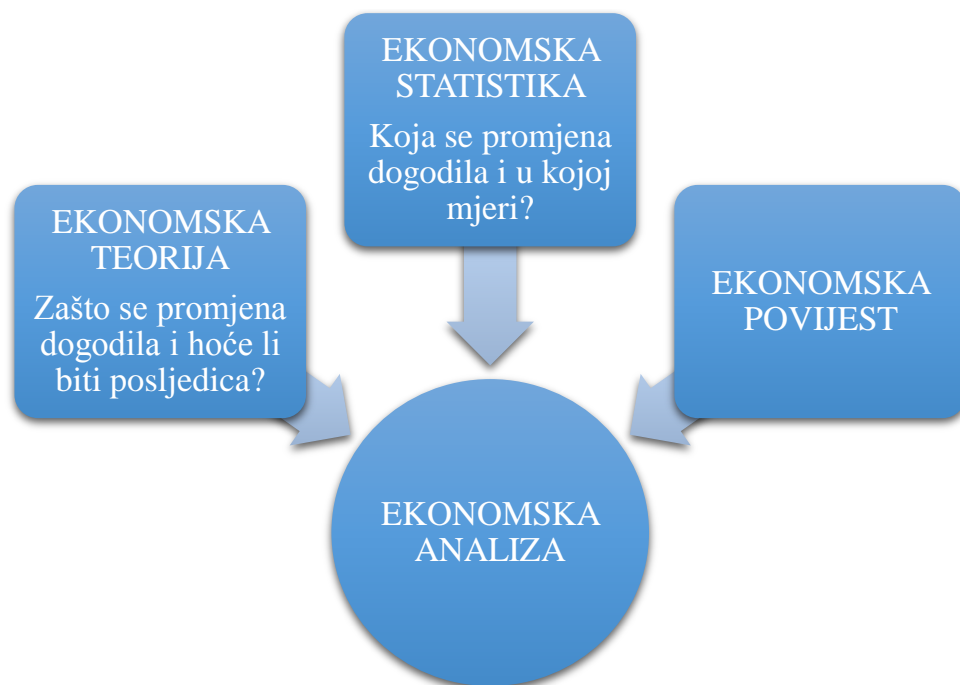 EKONOMSKA
TEORIJA
Zašto se promjena
dogodila i hoće li
biti posljedica?
EKONOMSKA
STATISTIKA
Koja se promjena
dogodila i u kojoj
mjeri?
EKONOMSKA
POVIJEST
EKONOMSKA
ANALIZA